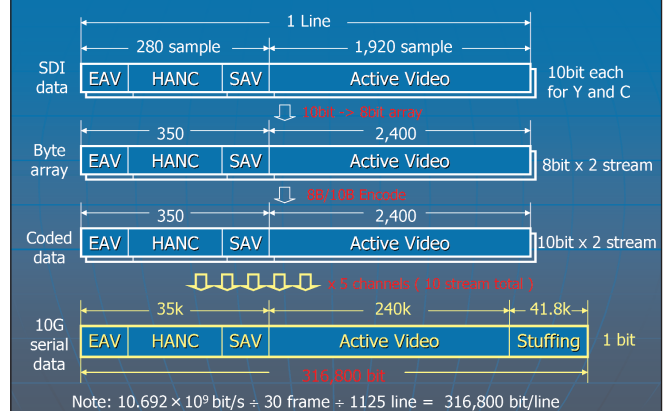 1 Line
280 sample 1,920 sample
SDI data EAV HANC SAV Active Video 10bit each for Y and C
10bit -> 8bit array
350 2,400
Byte array EAV HANC SAV Active Video 8bit x 2 stream
8B/10B Encode
350 2,400
Coded data EAV HANC SAV Active Video 10bit x 2 stream
x 5 channels ( 10 stream total )
35k 240k 41.8k
10G serial data EAV HANC SAV Active Video Stuffing 1 bit
316,800 bit
Note: 10.692 × 10⁹ bit/s ÷ 30 frame ÷ 1125 line = 316,800 bit/line